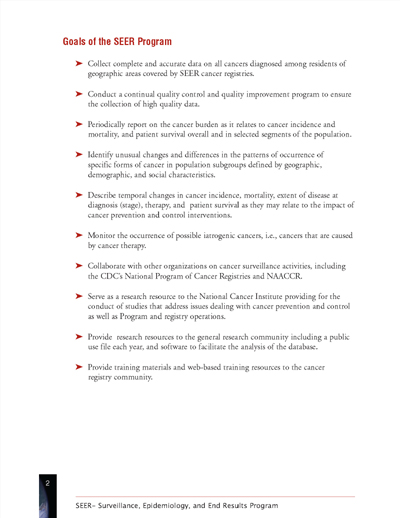 Goals of the SEER Program
➤ Collect complete and accurate data on all cancers diagnosed among residents of
geographic areas covered by SEER cancer registries.
➤ Conduct a continual quality control and quality improvement program to ensure
the collection of high quality data.
➤ Periodically report on the cancer burden as it relates to cancer incidence and
mortality, and patient survival overall and in selected segments of the population.
➤ Identify unusual changes and differences in the patterns of occurrence of
specific forms of cancer in population subgroups defined by geographic,
demographic, and social characteristics.
➤ Describe temporal changes in cancer incidence, mortality, extent of disease at
diagnosis (stage), therapy, and patient survival as they may relate to the impact of
cancer prevention and control interventions.
➤ Monitor the occurrence of possible iatrogenic cancers, i.e., cancers that are caused
by cancer therapy.
➤ Collaborate with other organizations on cancer surveillance activities, including
the CDC's National Program of Cancer Registries and NAACCR.
➤ Serve as a research resource to the National Cancer Institute providing for the
conduct of studies that address issues dealing with cancer prevention and control
as well as Program and registry operations.
➤ Provide research resources to the general research community including a public
use file each year, and software to facilitate the analysis of the database.
➤ Provide training materials and web-based training resources to the cancer
registry community.
2
SEER– Surveillance, Epidemiology, and End Results Program